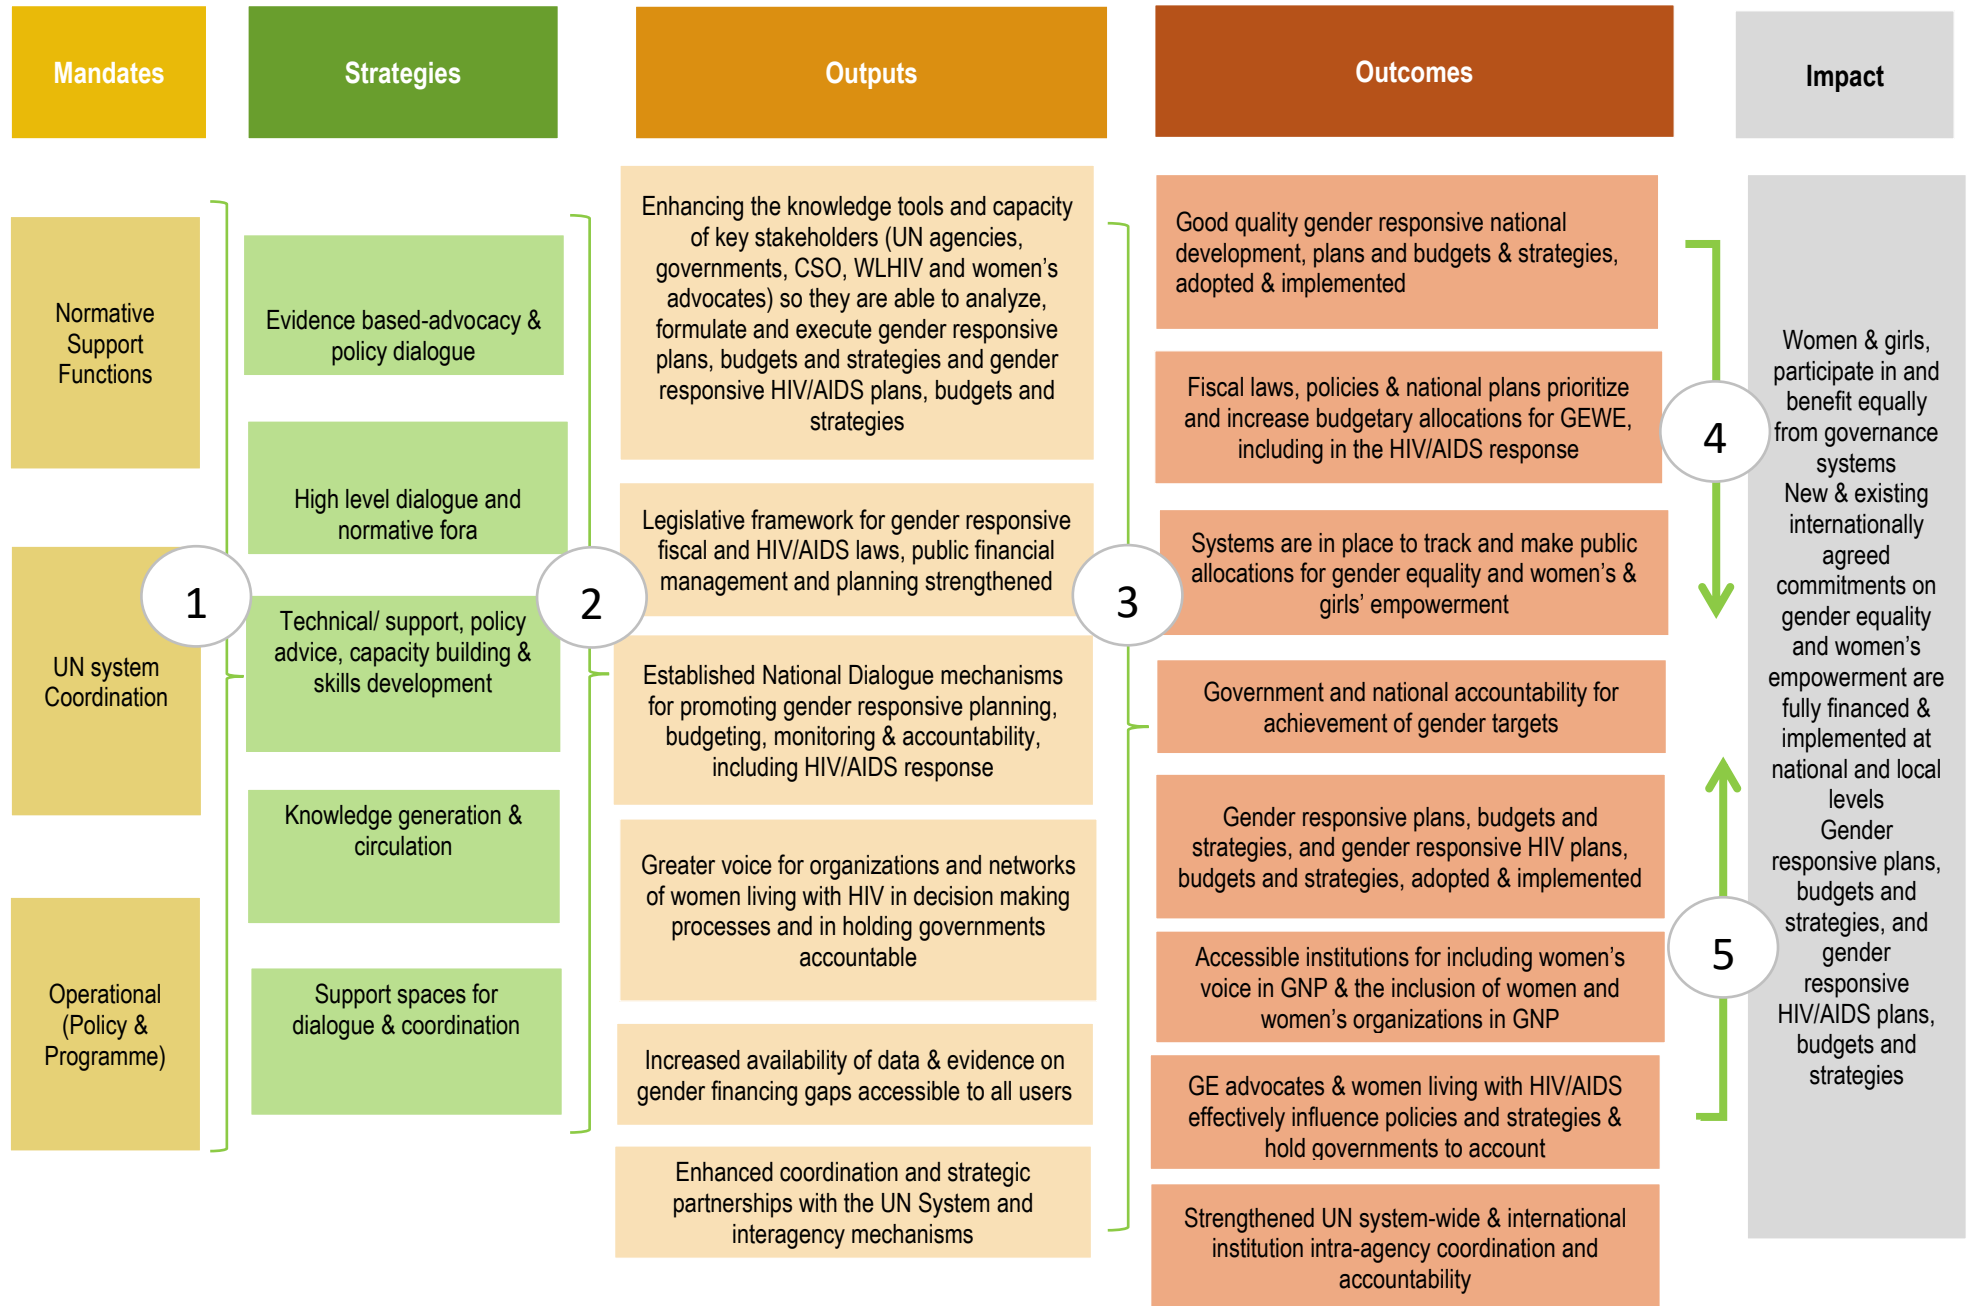 Mandates
Strategies
Outputs
Outcomes
Impact
Normative
Support
Functions
UN system
Coordination
Operational
(Policy &
Programme)
1
Evidence based-advocacy &
policy dialogue
High level dialogue and
normative fora
Technical/ support, policy
advice, capacity building &
skills development
Knowledge generation &
circulation
Support spaces for
dialogue & coordination
2
Enhancing the knowledge tools and capacity
of key stakeholders (UN agencies,
governments, CSO, WLHIV and women’s
advocates) so they are able to analyze,
formulate and execute gender responsive
plans, budgets and strategies and gender
responsive HIV/AIDS plans, budgets and
strategies
Legislative framework for gender responsive
fiscal and HIV/AIDS laws, public financial
management and planning strengthened
Established National Dialogue mechanisms
for promoting gender responsive planning,
budgeting, monitoring & accountability,
including HIV/AIDS response
Greater voice for organizations and networks
of women living with HIV in decision making
processes and in holding governments
accountable
Increased availability of data & evidence on
gender financing gaps accessible to all users
Enhanced coordination and strategic
partnerships with the UN System and
interagency mechanisms
3
Good quality gender responsive national
development, plans and budgets & strategies,
adopted & implemented
Fiscal laws, policies & national plans prioritize
and increase budgetary allocations for GEWE,
including in the HIV/AIDS response
Systems are in place to track and make public
allocations for gender equality and women’s &
girls’ empowerment
Government and national accountability for
achievement of gender targets
Gender responsive plans, budgets and
strategies, and gender responsive HIV plans,
budgets and strategies, adopted & implemented
Accessible institutions for including women’s
voice in GNP & the inclusion of women and
women’s organizations in GNP
GE advocates & women living with HIV/AIDS
effectively influence policies and strategies &
hold governments to account
Strengthened UN system-wide & international
institution intra-agency coordination and
accountability
4
5
Women & girls,
participate in and
benefit equally
from governance
systems
New & existing
internationally
agreed
commitments on
gender equality
and women’s
empowerment are
fully financed &
implemented at
national and local
levels
Gender
responsive plans,
budgets and
strategies, and
gender
responsive
HIV/AIDS plans,
budgets and
strategies